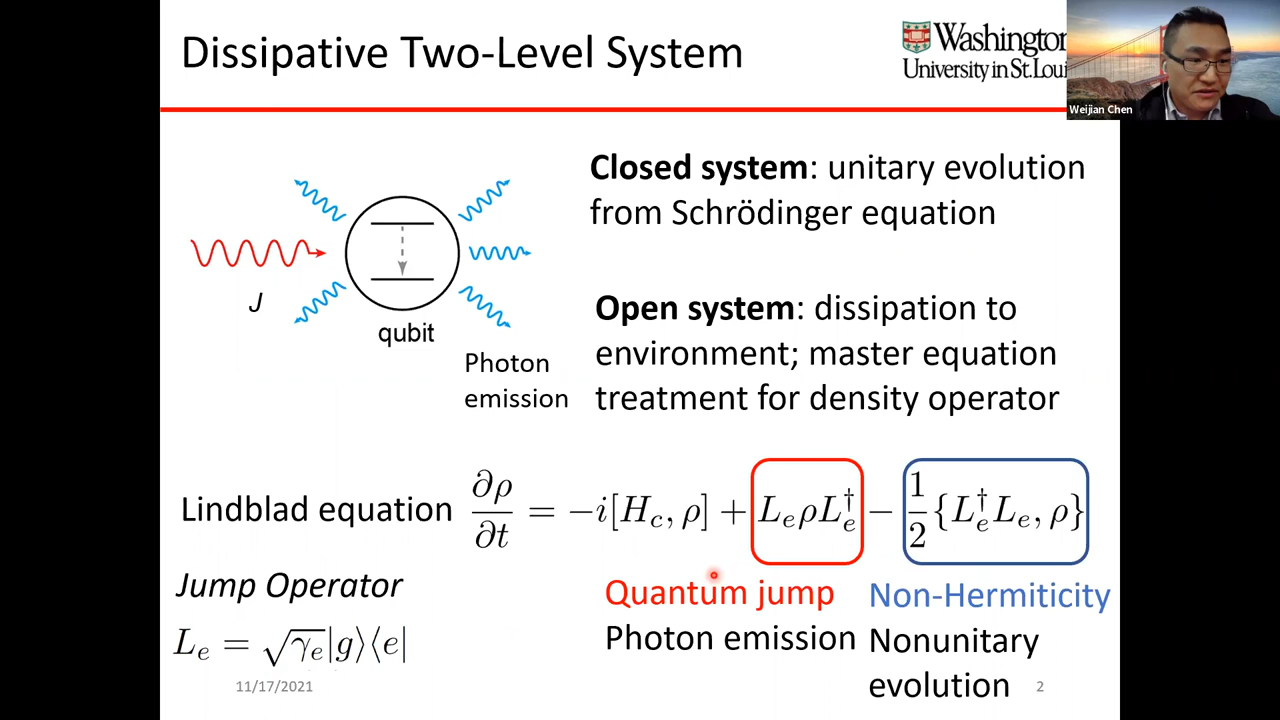 Dissipative Two-Level System
Washington
University in St.Loui
Weijian Chen
Closed system: unitary evolution
from Schrödinger equation
J
qubit
Photon
emission
Open system: dissipation to
environment; master equation
treatment for density operator
Lindblad equation ∂ρ/∂t = −i[H_c, ρ] + L_e ρ L_e^† − 1/2 {L_e^† L_e, ρ}
Jump Operator
L_e = √γ_e |g⟩⟨e|
Quantum jump
Photon emission
Non-Hermiticity
Nonunitary
evolution
11/17/2021
2